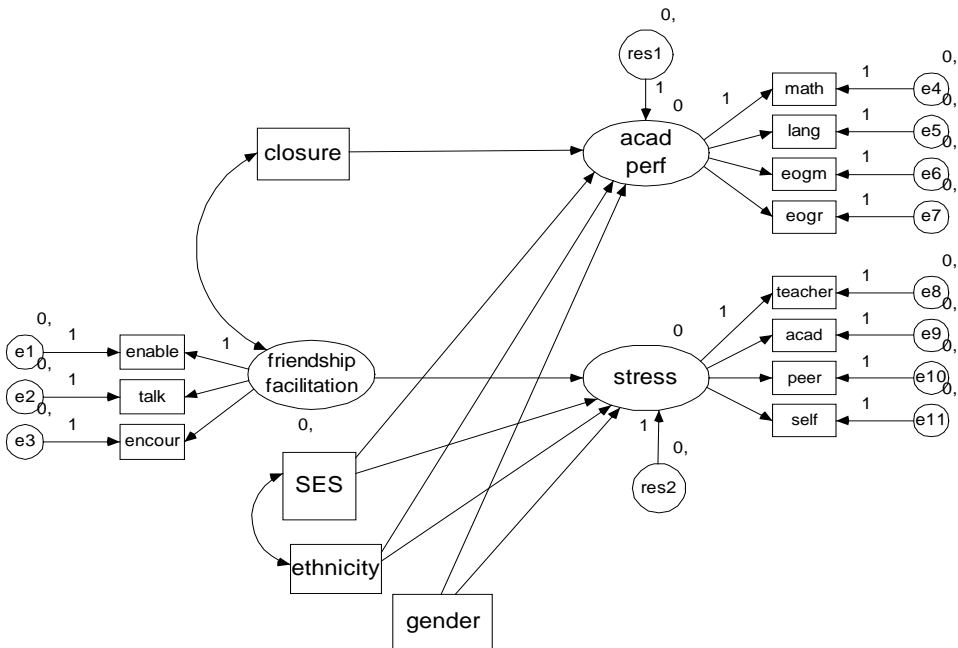 0,
res1
1
0
closure
acad
perf
1
math
1
0,
e4
lang
1
0,
e5
eogm
1
0,
e6
eogr
1
0,
e7
0,
e1
1
enable
1
0,
e2
1
talk
0,
e3
1
encour
friendship
facilitation
0,
0
stress
1
teacher
1
0,
e8
acad
1
0,
e9
peer
1
0,
e10
self
1
0,
e11
1
0,
res2
SES
ethnicity
gender